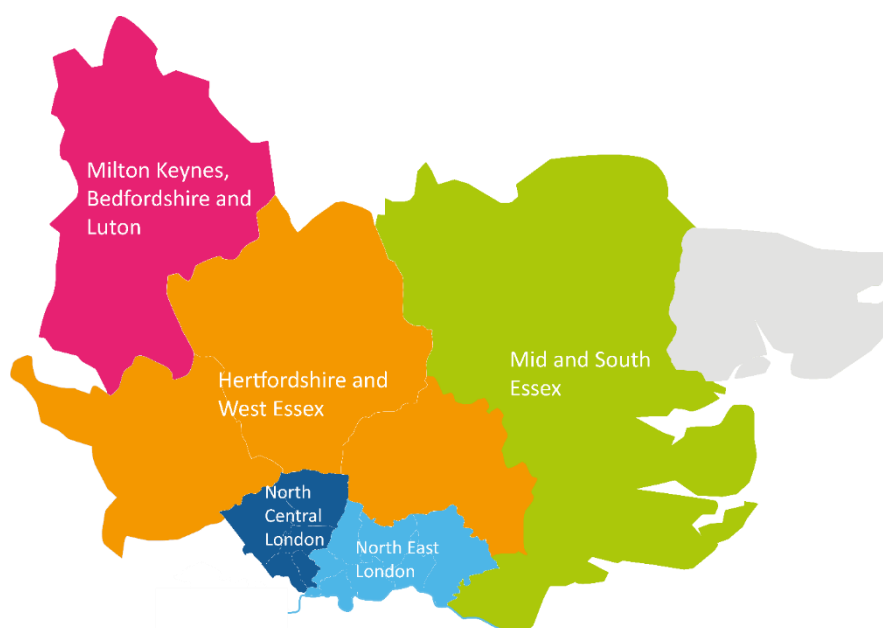 Milton Keynes,
Bedfordshire and
Luton
Hertfordshire and
West Essex
Mid and South
Essex
North
Central
London
North East
London